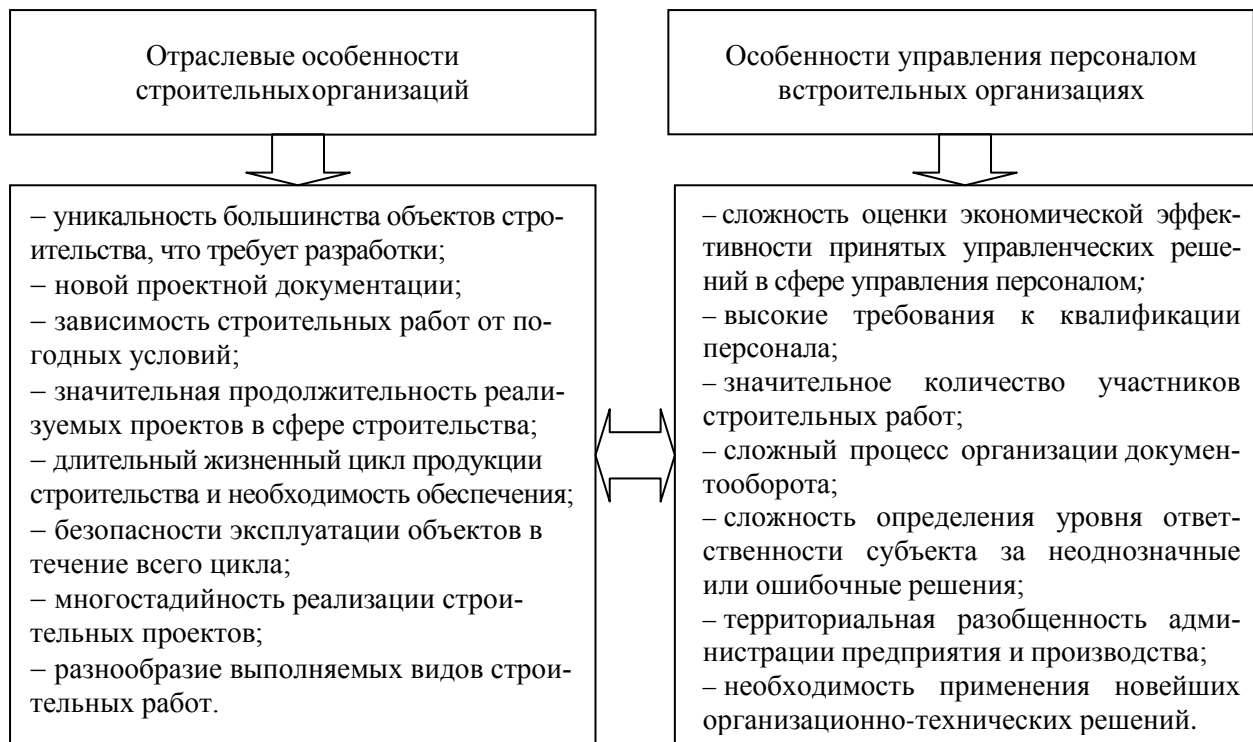 Отраслевые особенности
строительныхорганизаций
Особенности управления персоналом
встроительных организациях
– уникальность большинства объектов стро-
ительства, что требует разработки;
– новой проектной документации;
– зависимость строительных работ от по-
годных условий;
– значительная продолжительность реали-
зуемых проектов в сфере строительства;
– длительный жизненный цикл продукции
строительства и необходимость обеспечения;
– безопасности эксплуатации объектов в
течение всего цикла;
– многостадийность реализации строи-
тельных проектов;
– разнообразие выполняемых видов строи-
тельных работ.
– сложность оценки экономической эффек-
тивности принятых управленческих реше-
ний в сфере управления персоналом;
– высокие требования к квалификации
персонала;
– значительное количество участников
строительных работ;
– сложный процесс организации докумен-
тооборота;
– сложность определения уровня ответ-
ственности субъекта за неоднозначные
или ошибочные решения;
– территориальная разобщенность адми-
нистрации предприятия и производства;
– необходимость применения новейших
организационно-технических решений.